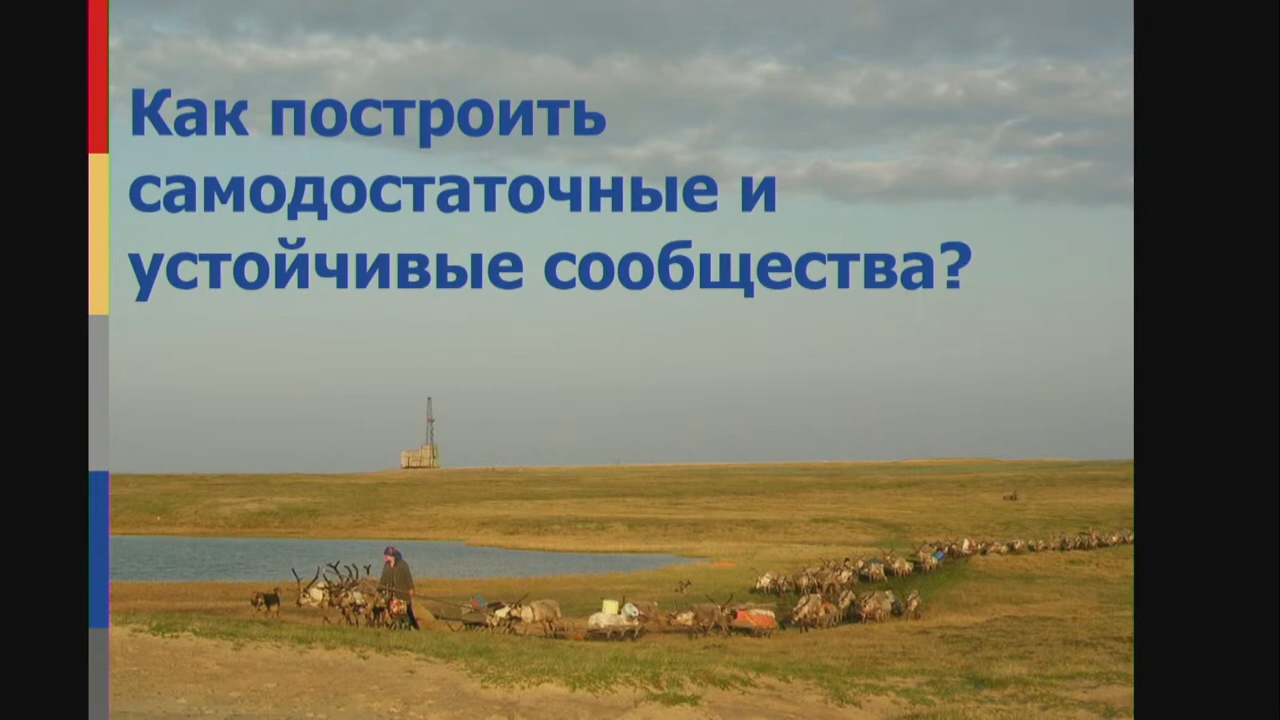 Как построить
самодостаточные и
устойчивые сообщества?